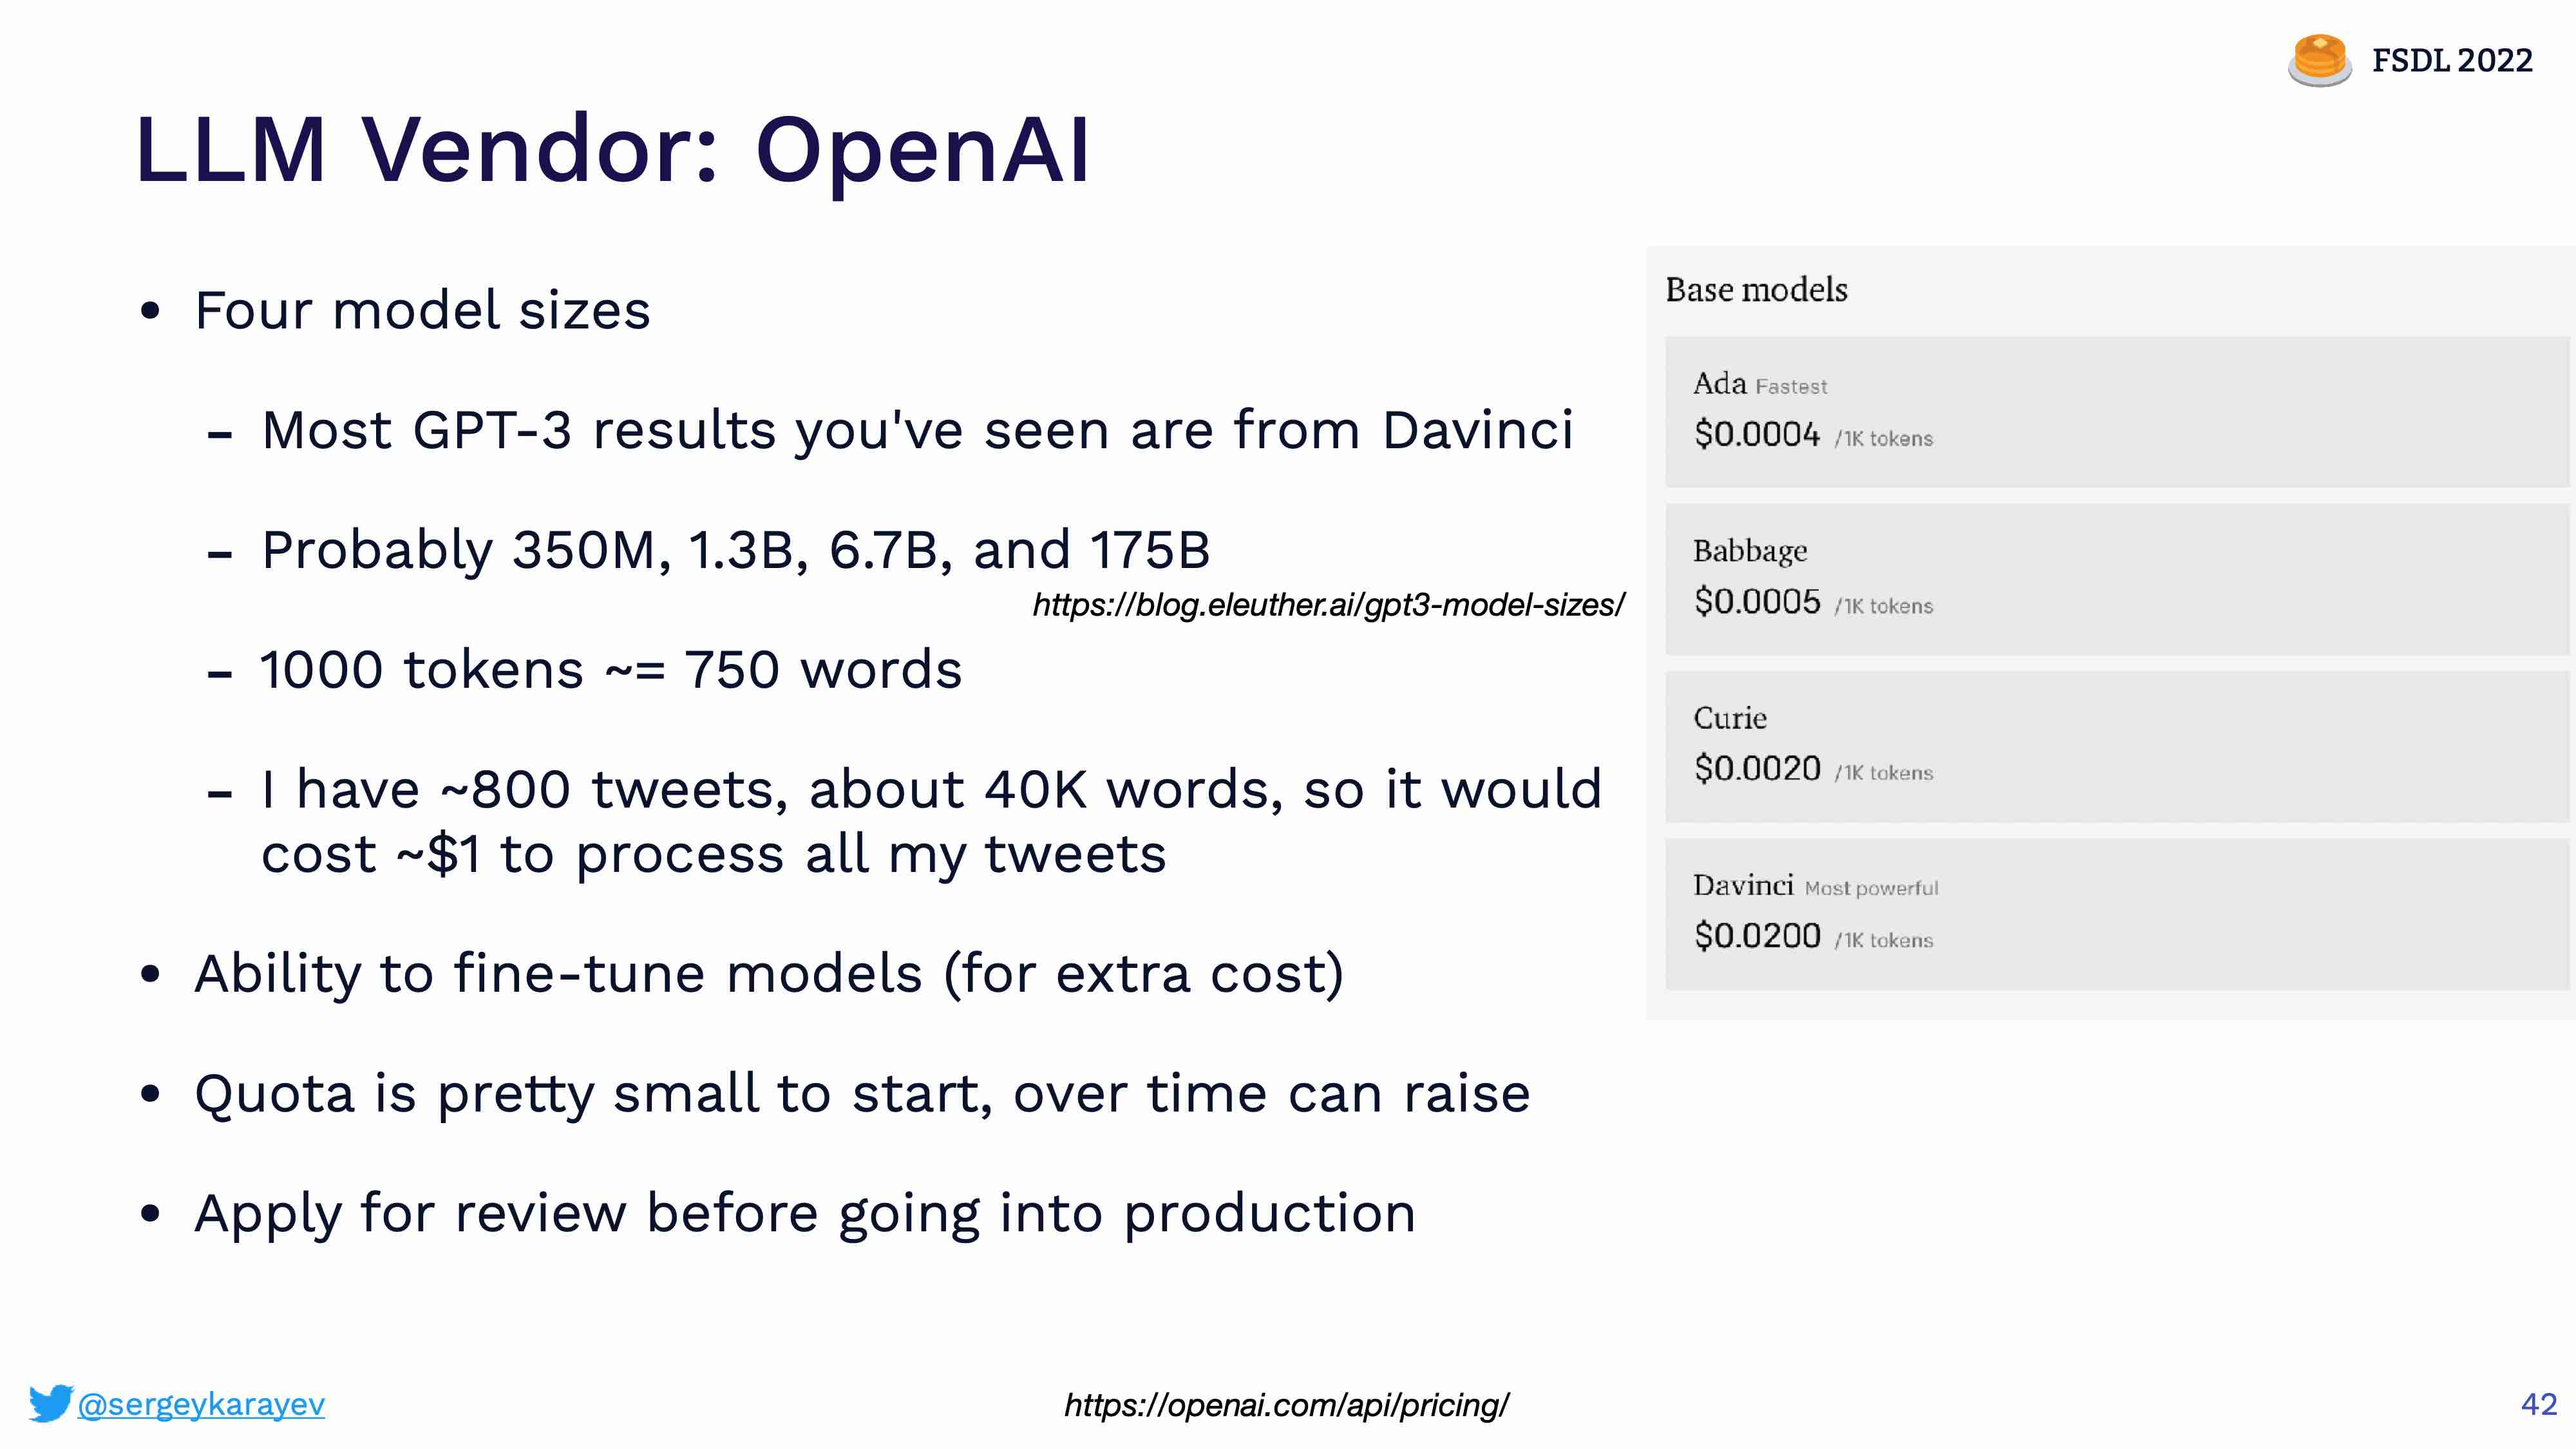 FSDL 2022
LLM Vendor: OpenAI
• Four model sizes
- Most GPT-3 results you've seen are from Davinci
- Probably 350M, 1.3B, 6.7B, and 175B
https://blog.eleuther.ai/gpt3-model-sizes/
- 1000 tokens ~= 750 words
- I have ~800 tweets, about 40K words, so it would
cost ~$1 to process all my tweets
• Ability to fine-tune models (for extra cost)
• Quota is pretty small to start, over time can raise
• Apply for review before going into production
Base models
Ada Fastest
$0.0004 /1K tokens
Babbage
$0.0005 /1K tokens
Curie
$0.0020 /1K tokens
Davinci Most powerful
$0.0200 /1K tokens
@sergeykarayev
https://openai.com/api/pricing/
42